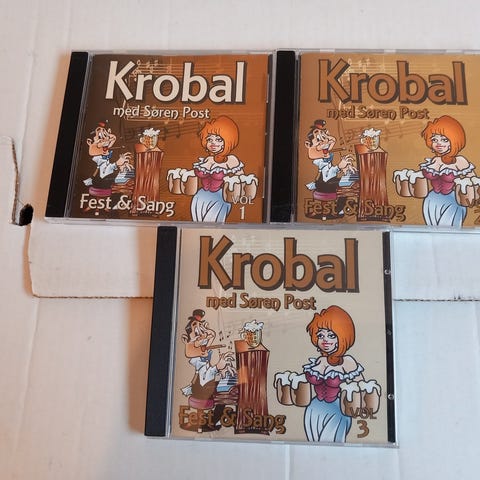 Krobal
med Søren Post
Fest & Sang
VOL
1
Krobal
med Søren Post
Fest & Sang
VOL
Krobal
med Søren Post
Fest & Sang
VOL
3